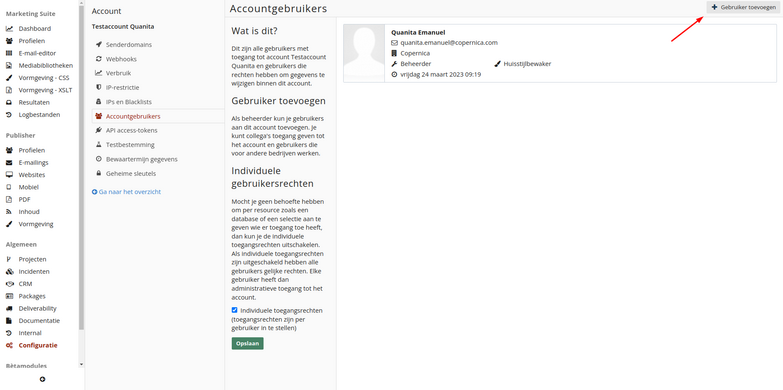 Marketing Suite
Dashboard
Profielen
E-mail-editor
Mediabibliotheken
Vormgeving - CSS
Vormgeving - XSLT
Resultaten
Logbestanden
Publisher
Profielen
E-mailings
Websites
Mobiel
PDF
Inhoud
Vormgeving
Algemeen
Projecten
Incidenten
CRM
Packages
Deliverability
Documentatie
Internal
Configuratie
Bètamodules
Account
Testaccount Quanita
Senderdomains
Webhooks
Verbruik
IP-restrictie
IPs en Blacklists
Accountgebruikers
API access-tokens
Testbestemming
Bewaartermijn gegevens
Geheime sleutels
Ga naar het overzicht
Accountgebruikers
Wat is dit?
Dit zijn alle gebruikers met
toegang tot account Testaccount
Quanita en gebruikers die
rechten hebben om gegevens te
wijzigen binnen dit account.
Gebruiker toevoegen
Als beheerder kun je gebruikers
aan dit account toevoegen. Je
kunt collega's toegang geven tot
het account en gebruikers die
voor andere bedrijven werken.
Individuele
gebruikersrechten
Mocht je geen behoefte hebben
om per resource zoals een
database of een selectie aan te
geven wie er toegang toe heeft,
dan kun je de individuele
toegangsrechten uitschakelen.
Als individuele toegangsrechten
zijn uitgeschakeld hebben alle
gebruikers gelijke rechten. Elke
gebruiker heeft dan
administratieve toegang tot het
account.
Individuele toegangsrechten
(toegangsrechten zijn per
gebruiker in te stellen)
Opslaan
Gebruiker toevoegen
Quanita Emanuel
quanita.emanuel@copernica.com
Copernica
Beheerder Huisstijlbewaker
vrijdag 24 maart 2023 09:19